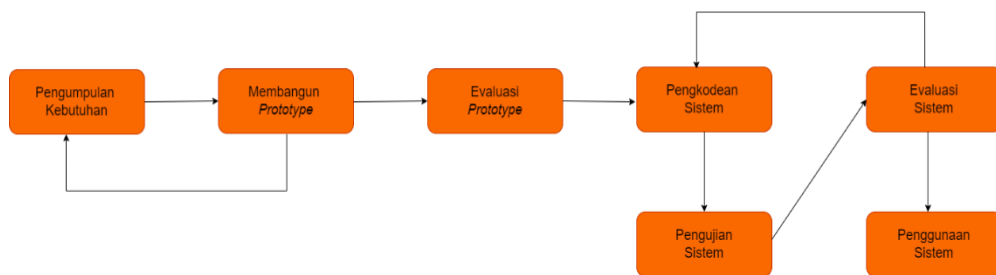 Pengumpulan
Kebutuhan
Membangun
Prototype
Evaluasi
Prototype
Pengkodean
Sistem
Evaluasi
Sistem
Pengujian
Sistem
Penggunaan
Sistem